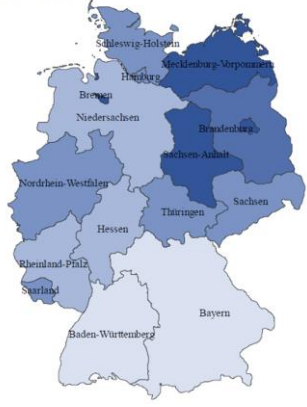 Schleswig-Holstein
Mecklenburg-Vorpommern
Hamburg
Bremen
Niedersachsen
Brandenburg
Sachsen-Anhalt
Nordrhein-Westfalen
Sachsen
Thüringen
Hessen
Rheinland-Pfalz
Saarland
Bayern
Baden-Württemberg